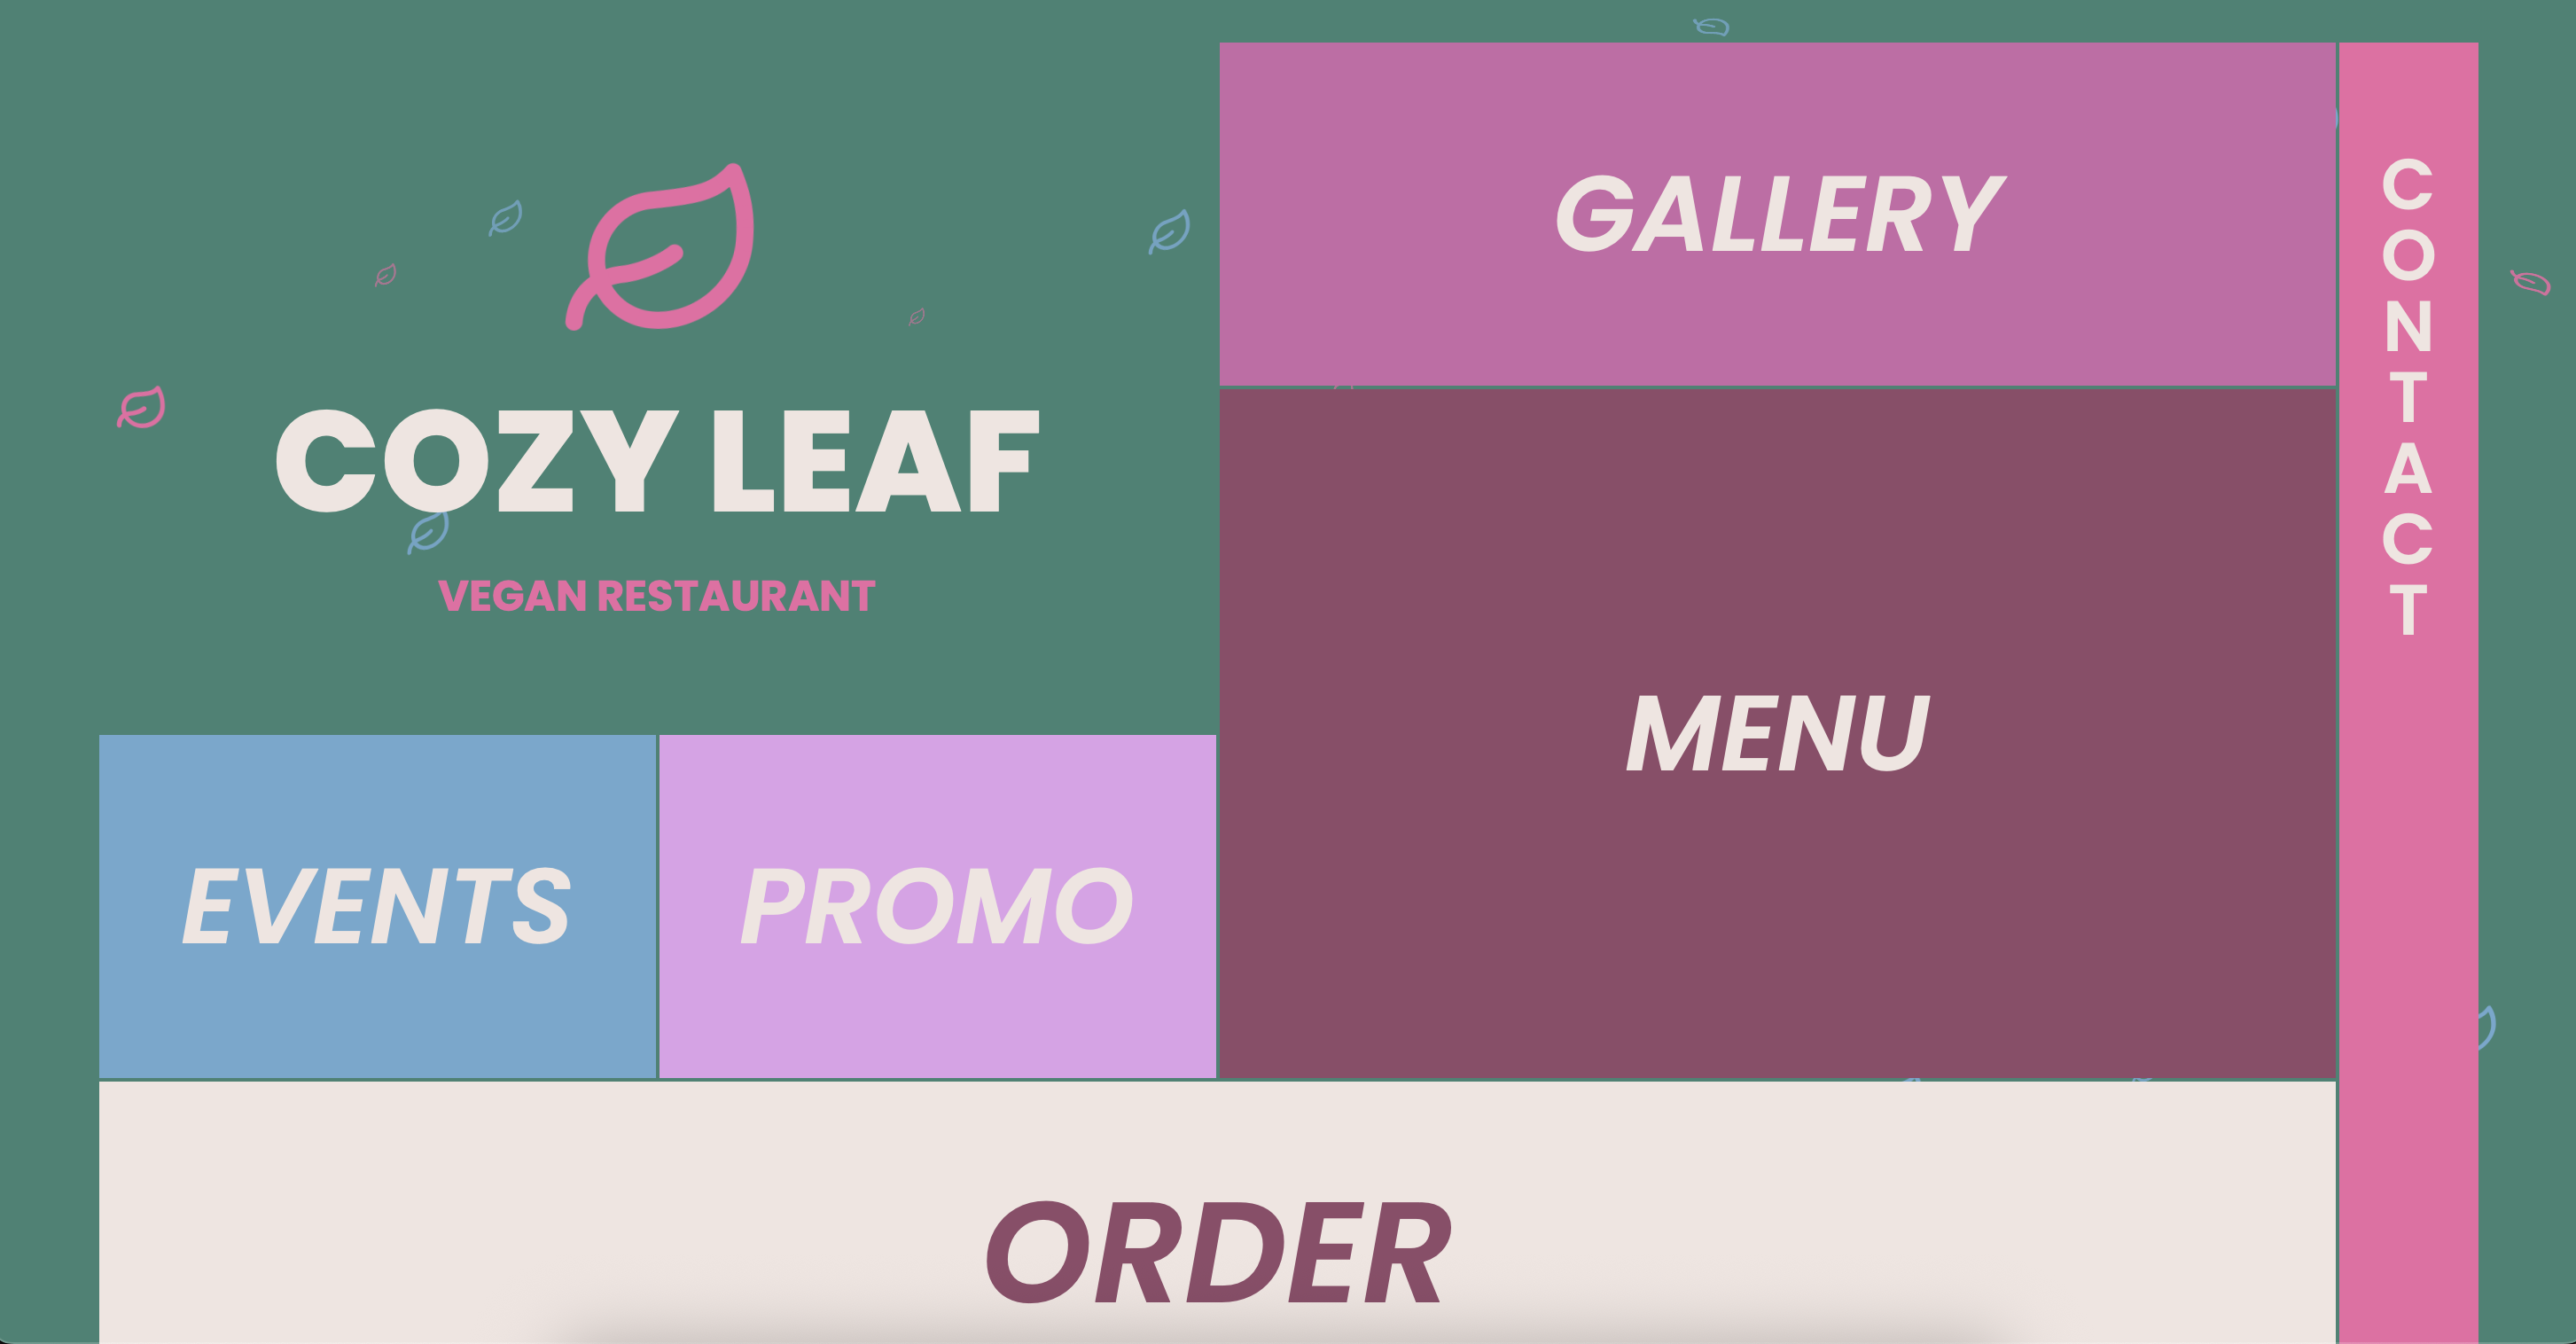 COZY LEAF
VEGAN RESTAURANT
GALLERY
CONTACT
MENU
EVENTS
PROMO
ORDER